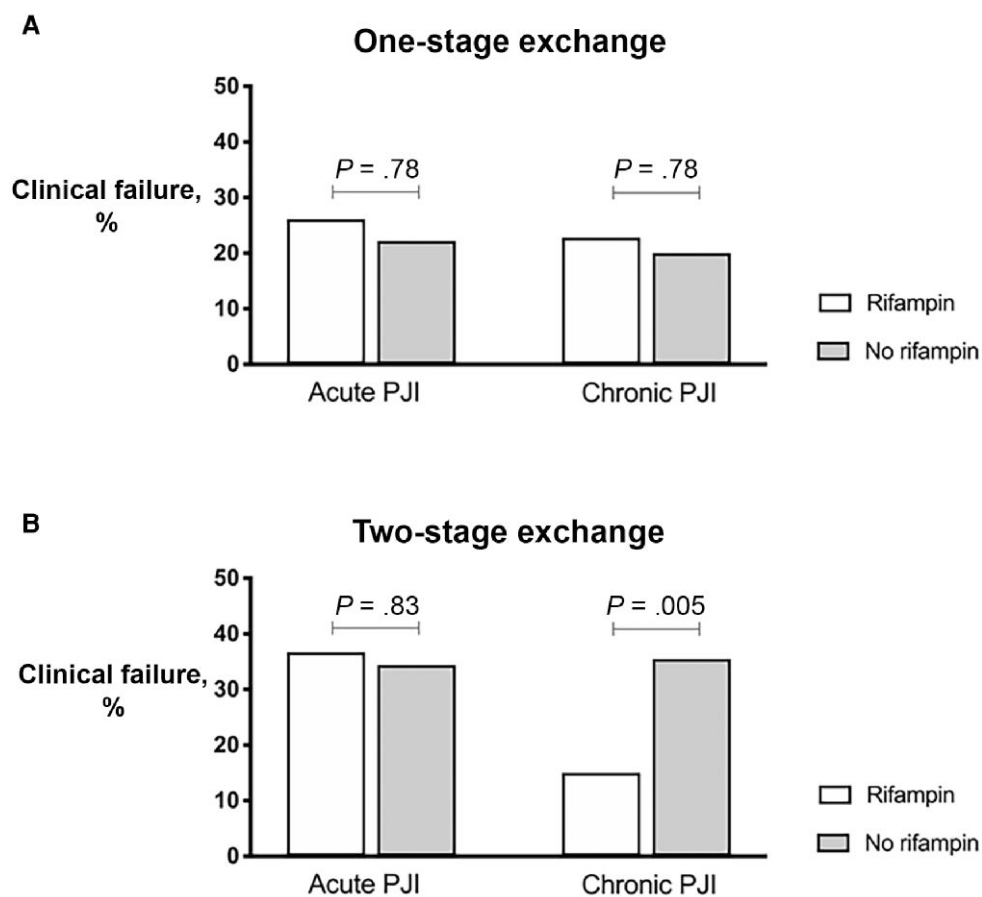 A
One-stage exchange
50
40
30
20
10
0
Clinical failure,
%
P = .78
P = .78
Acute PJI
Chronic PJI
Rifampin
No rifampin
B
Two-stage exchange
50
40
30
20
10
0
Clinical failure,
%
P = .83
P = .005
Acute PJI
Chronic PJI
Rifampin
No rifampin